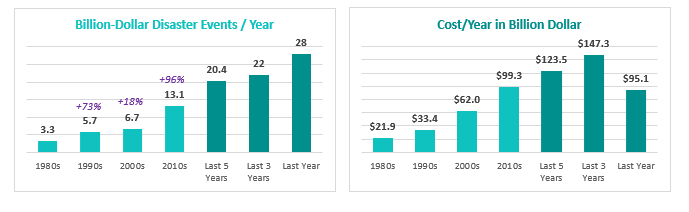 Billion-Dollar Disaster Events / Year
28
22
20.4
+96%
13.1
+18%
+73%
6.7
5.7
3.3
1980s 1990s 2000s 2010s Last 5 Last 3 Last Year
Years Years
Cost/Year in Billion Dollar
$147.3
$123.5
$99.3
$95.1
$62.0
$33.4
$21.9
1980s 1990s 2000s 2010s Last 5 Last 3 Last Year
Years Years